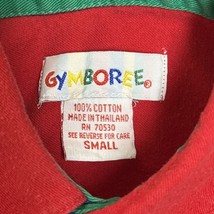 GYMBOREE®
100% COTTON
MADE IN THAILAND
RN 70530
SEE REVERSE FOR CARE
SMALL